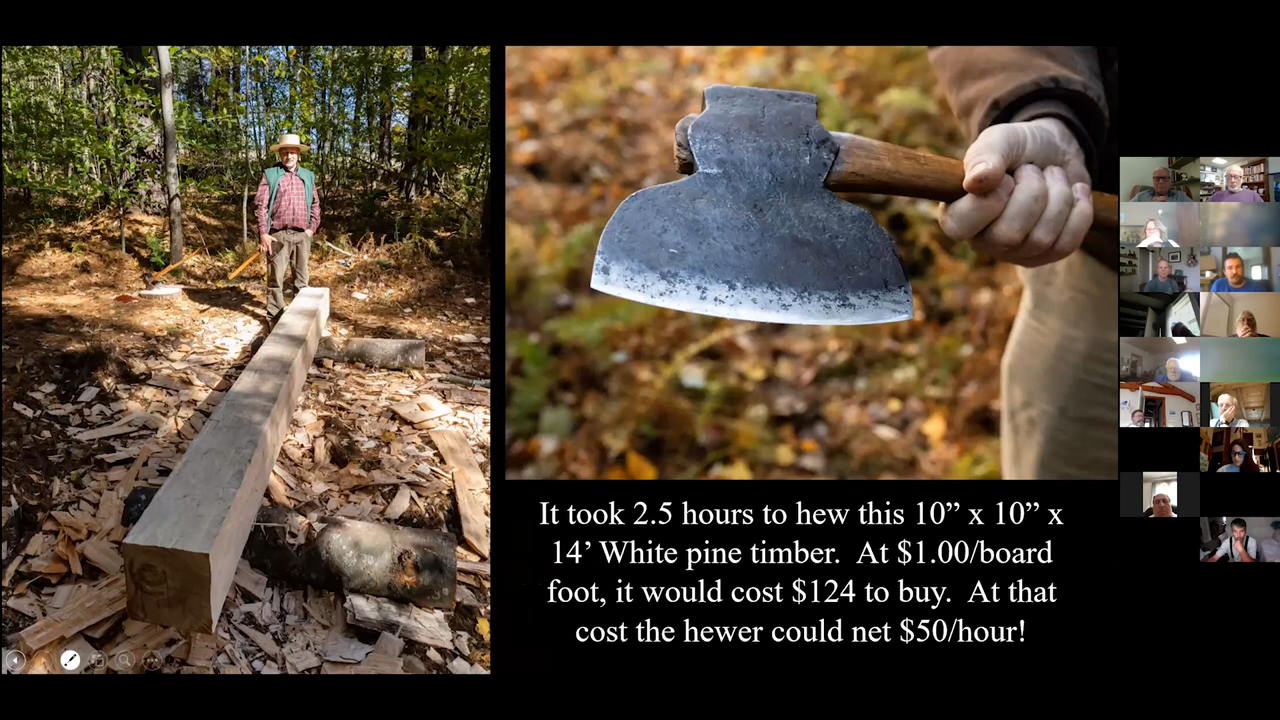 It took 2.5 hours to hew this 10” x 10” x
14’ White pine timber.  At $1.00/board
foot, it would cost $124 to buy.  At that
cost the hewer could net $50/hour!